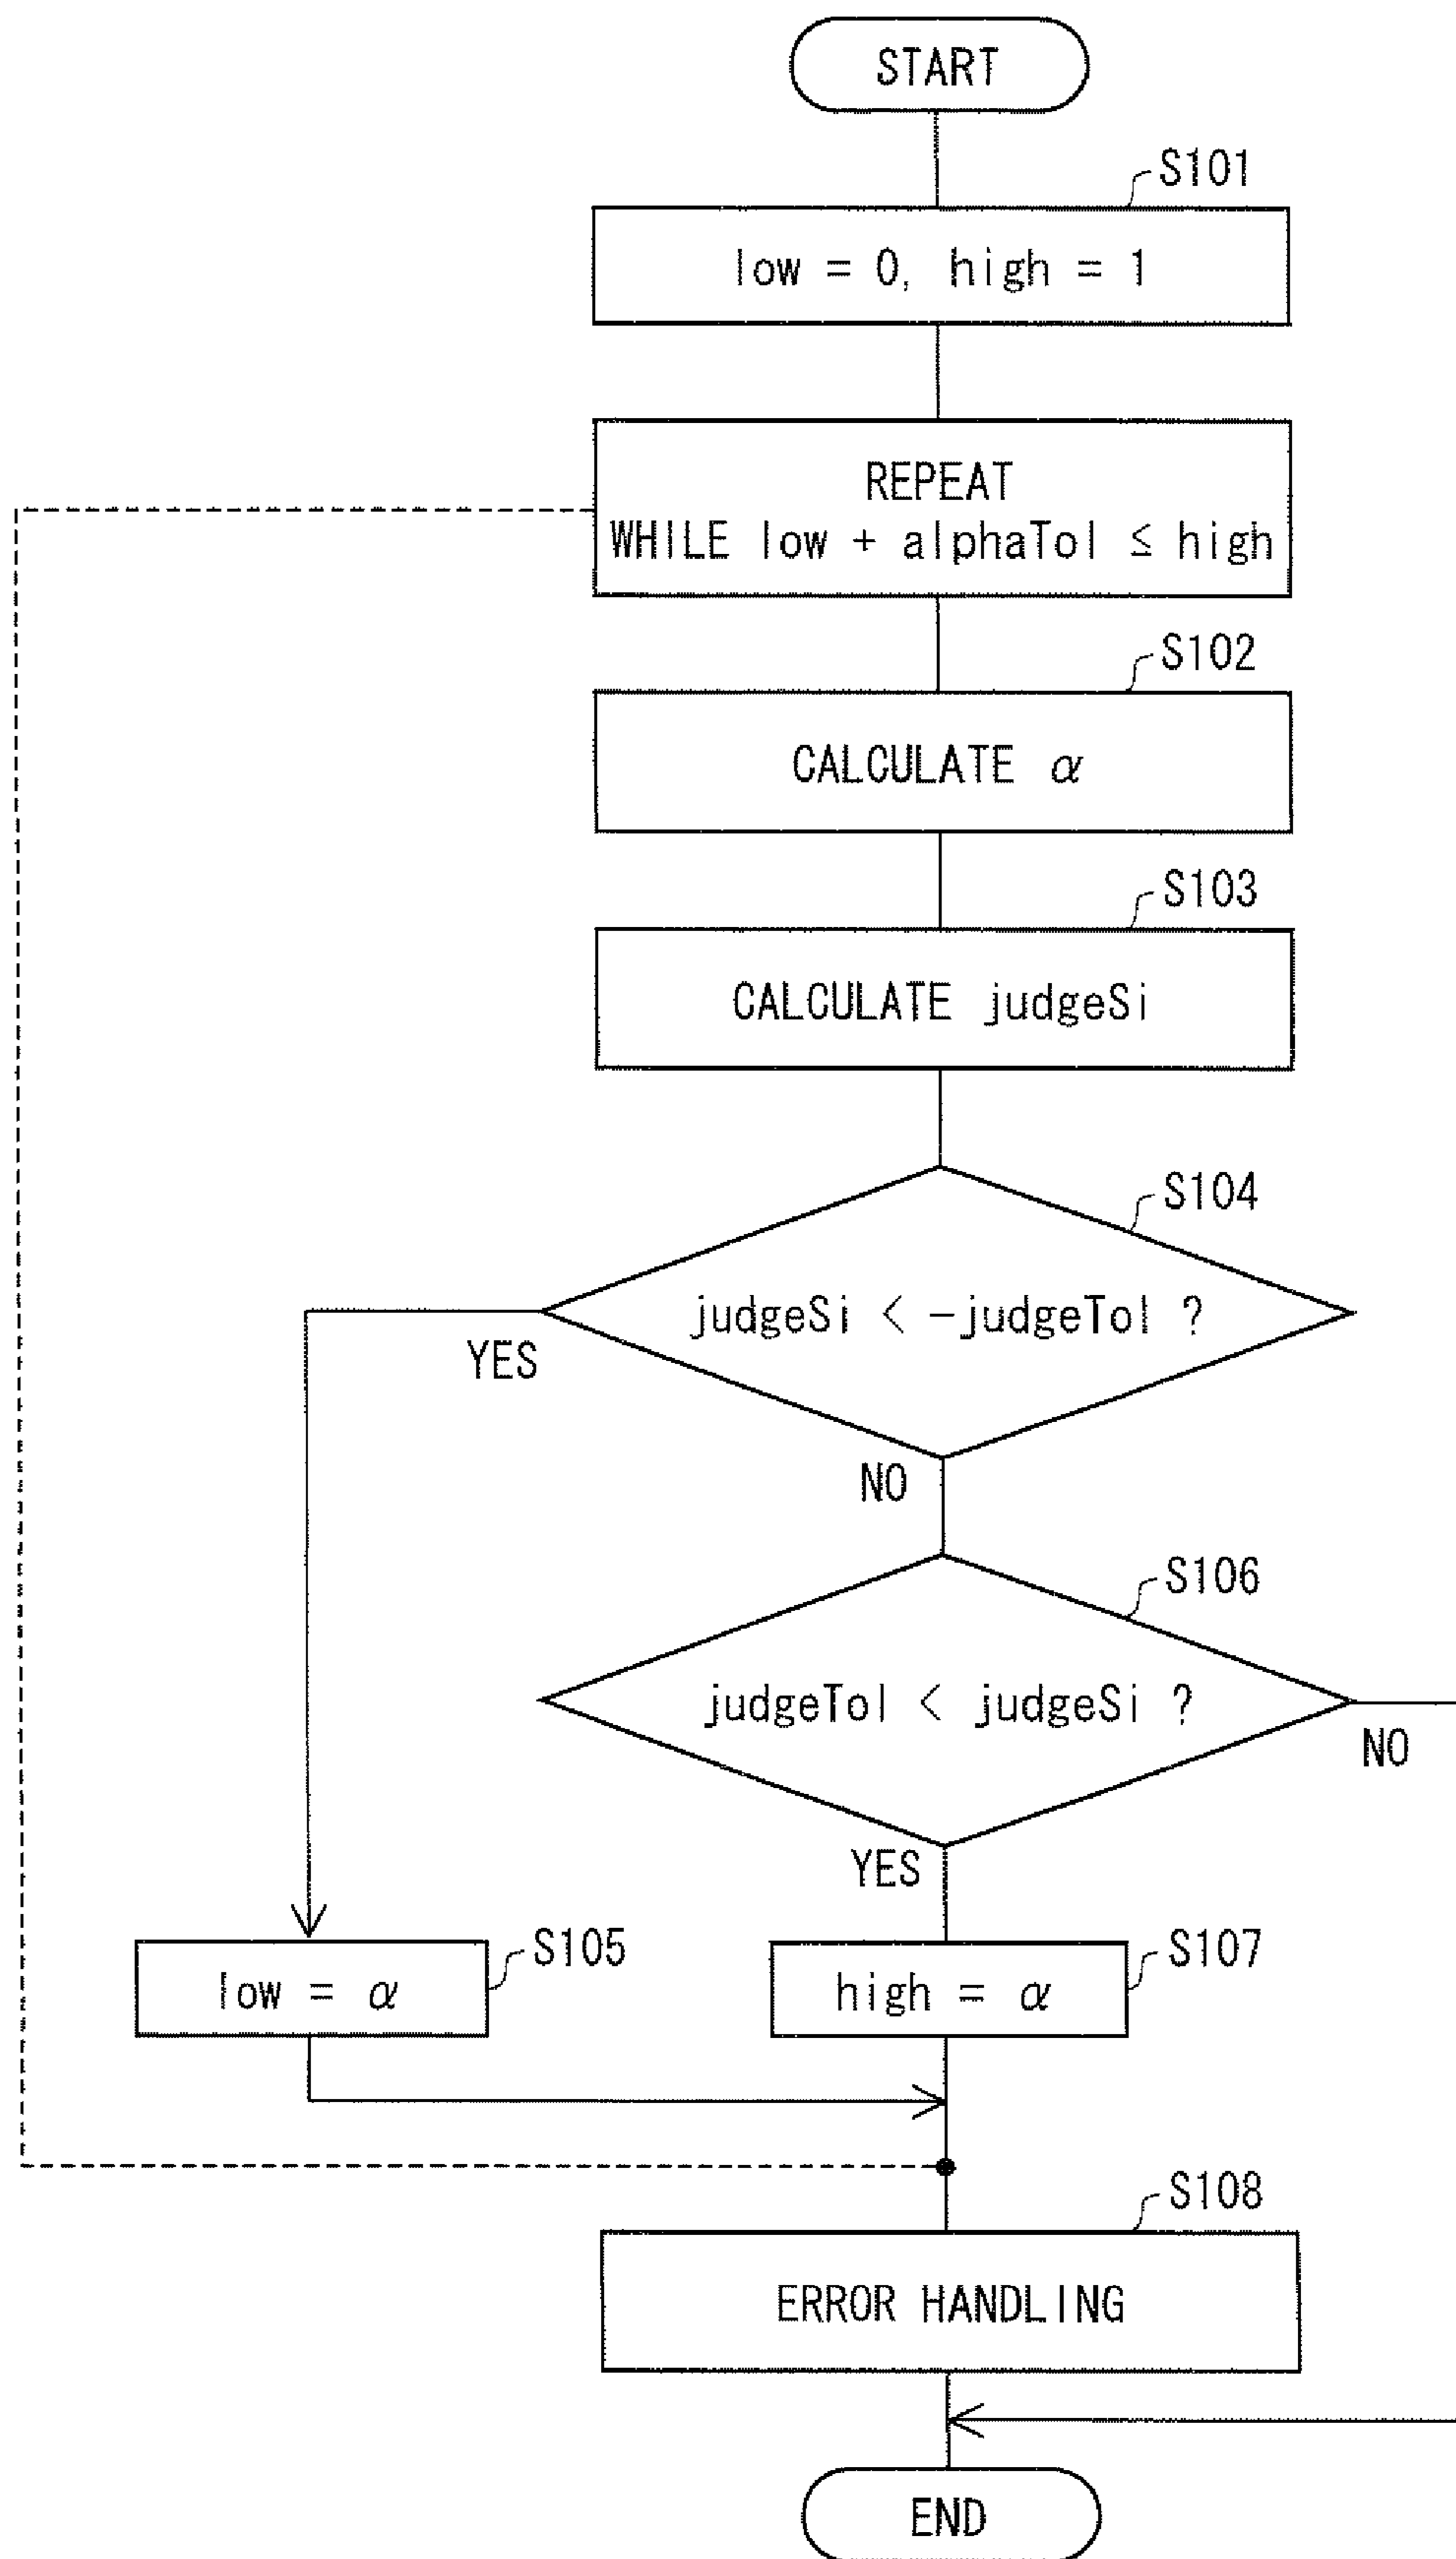 START
S101
low = 0, high = 1
REPEAT
WHILE low + alphaTol ≤ high
S102
CALCULATE α
S103
CALCULATE judgeSi
S104
judgeSi < -judgeTol ?
YES
NO
S106
judgeTol < judgeSi ?
NO
YES
S105
low = α
S107
high = α
S108
ERROR HANDLING
END